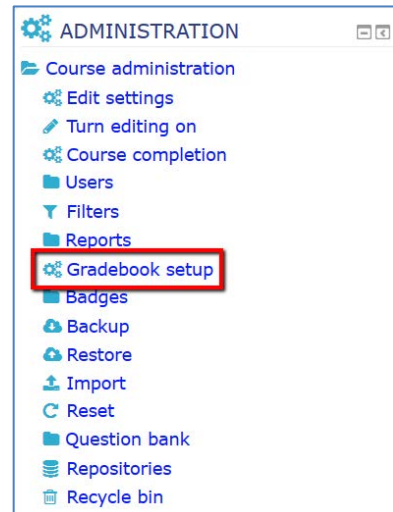 ADMINISTRATION
Course administration
Edit settings
Turn editing on
Course completion
Users
Filters
Reports
Gradebook setup
Badges
Backup
Restore
Import
Reset
Question bank
Repositories
Recycle bin